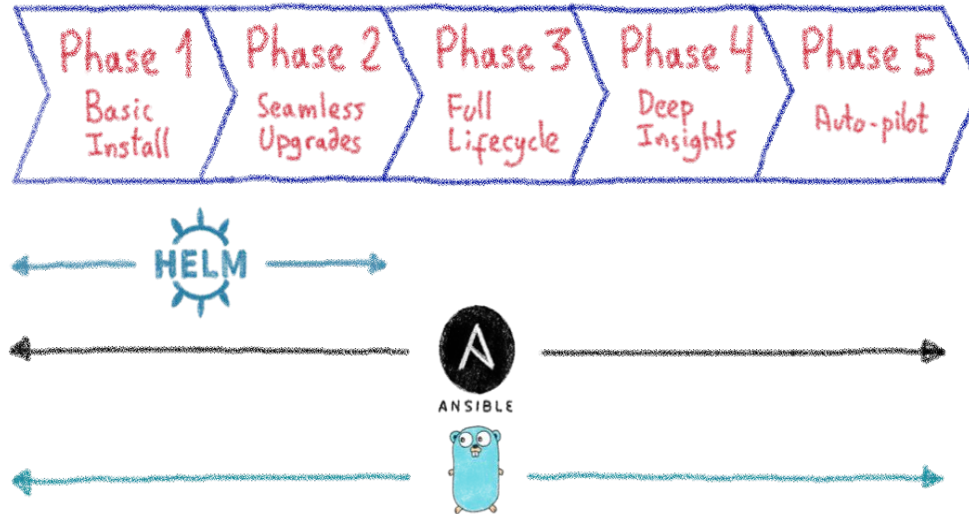 Phase 1
Basic
Install
Phase 2
Seamless
Upgrades
Phase 3
Full
Lifecycle
Phase 4
Deep
Insights
Phase 5
Auto-pilot
HELM
ANSIBLE